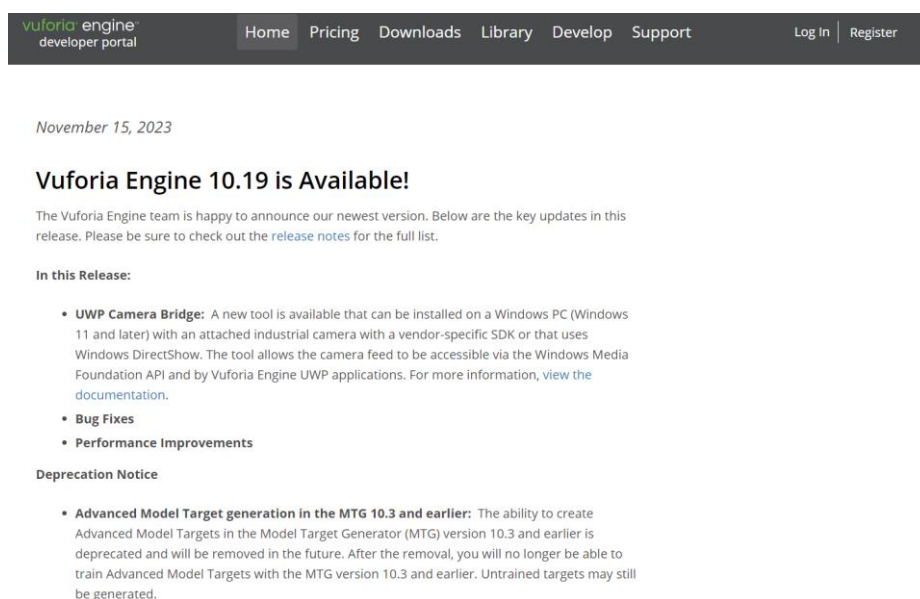 vuforia engine™
developer portal
Home Pricing Downloads Library Develop Support Log In Register
November 15, 2023
Vuforia Engine 10.19 is Available!
The Vuforia Engine team is happy to announce our newest version. Below are the key updates in this
release. Please be sure to check out the release notes for the full list.
In this Release:
• UWP Camera Bridge: A new tool is available that can be installed on a Windows PC (Windows
11 and later) with an attached industrial camera with a vendor-specific SDK or that uses
Windows DirectShow. The tool allows the camera feed to be accessible via the Windows Media
Foundation API and by Vuforia Engine UWP applications. For more information, view the
documentation.
• Bug Fixes
• Performance Improvements
Deprecation Notice
• Advanced Model Target generation in the MTG 10.3 and earlier: The ability to create
Advanced Model Targets in the Model Target Generator (MTG) version 10.3 and earlier is
deprecated and will be removed in the future. After the removal, you will no longer be able to
train Advanced Model Targets with the MTG version 10.3 and earlier. Untrained targets may still
be generated.